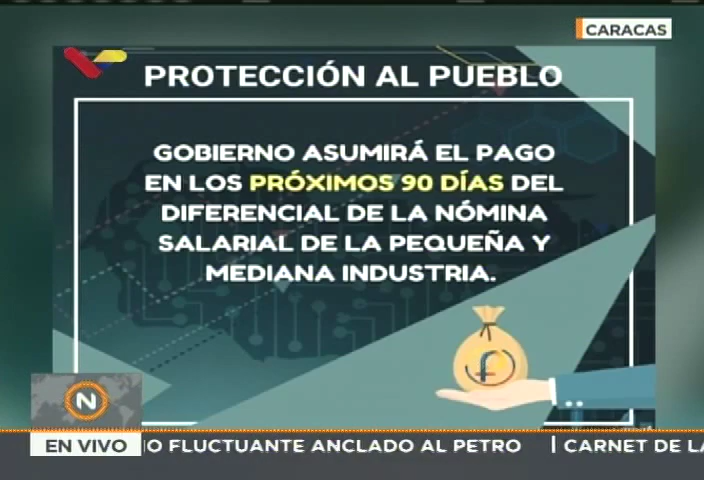 CARACAS
PROTECCIÓN AL PUEBLO
GOBIERNO ASUMIRÁ EL PAGO
EN LOS PRÓXIMOS 90 DÍAS DEL
DIFERENCIAL DE LA NÓMINA
SALARIAL DE LA PEQUEÑA Y
MEDIANA INDUSTRIA.
N
EN VIVO
IO FLUCTUANTE ANCLADO AL PETRO | CARNET DE LA